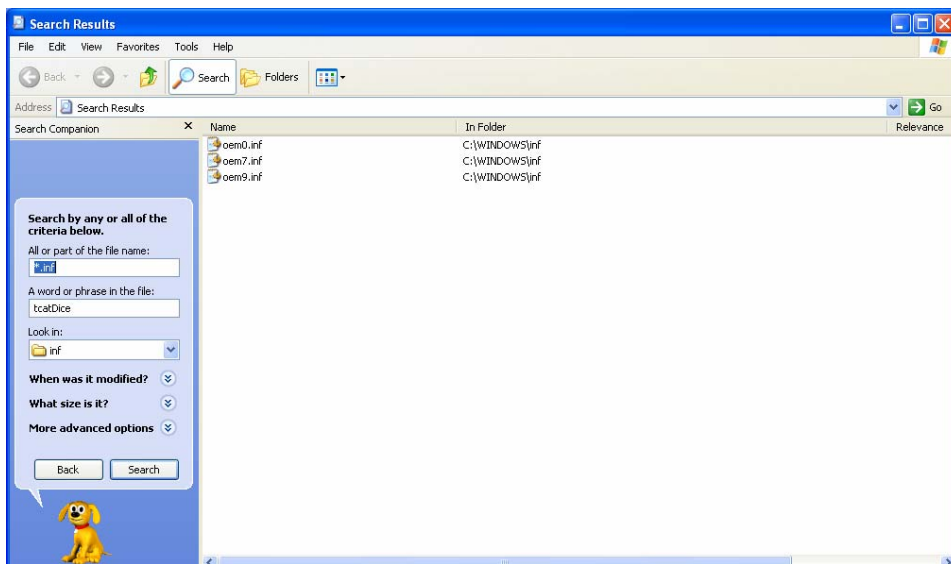 Search Results
File Edit View Favorites Tools Help
Back Search Folders
Address Search Results Go
Search Companion
Name In Folder Relevance
oem0.inf C:\WINDOWS\inf
oem7.inf C:\WINDOWS\inf
oem9.inf C:\WINDOWS\inf
Search by any or all of the
criteria below.
All or part of the file name:
*.inf
A word or phrase in the file:
tcatDice
Look in:
inf
When was it modified?
What size is it?
More advanced options
Back Search